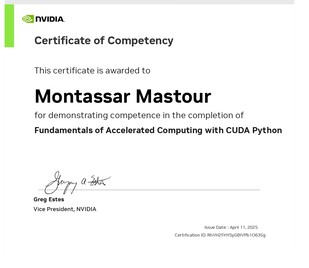 NVIDIA.
Certificate of Competency
This certificate is awarded to
Montassar Mastour
for demonstrating competence in the completion of
Fundamentals of Accelerated Computing with CUDA Python
Greg Estes
Vice President, NVIDIA
Issue Date: April 11, 2025
Certification ID: